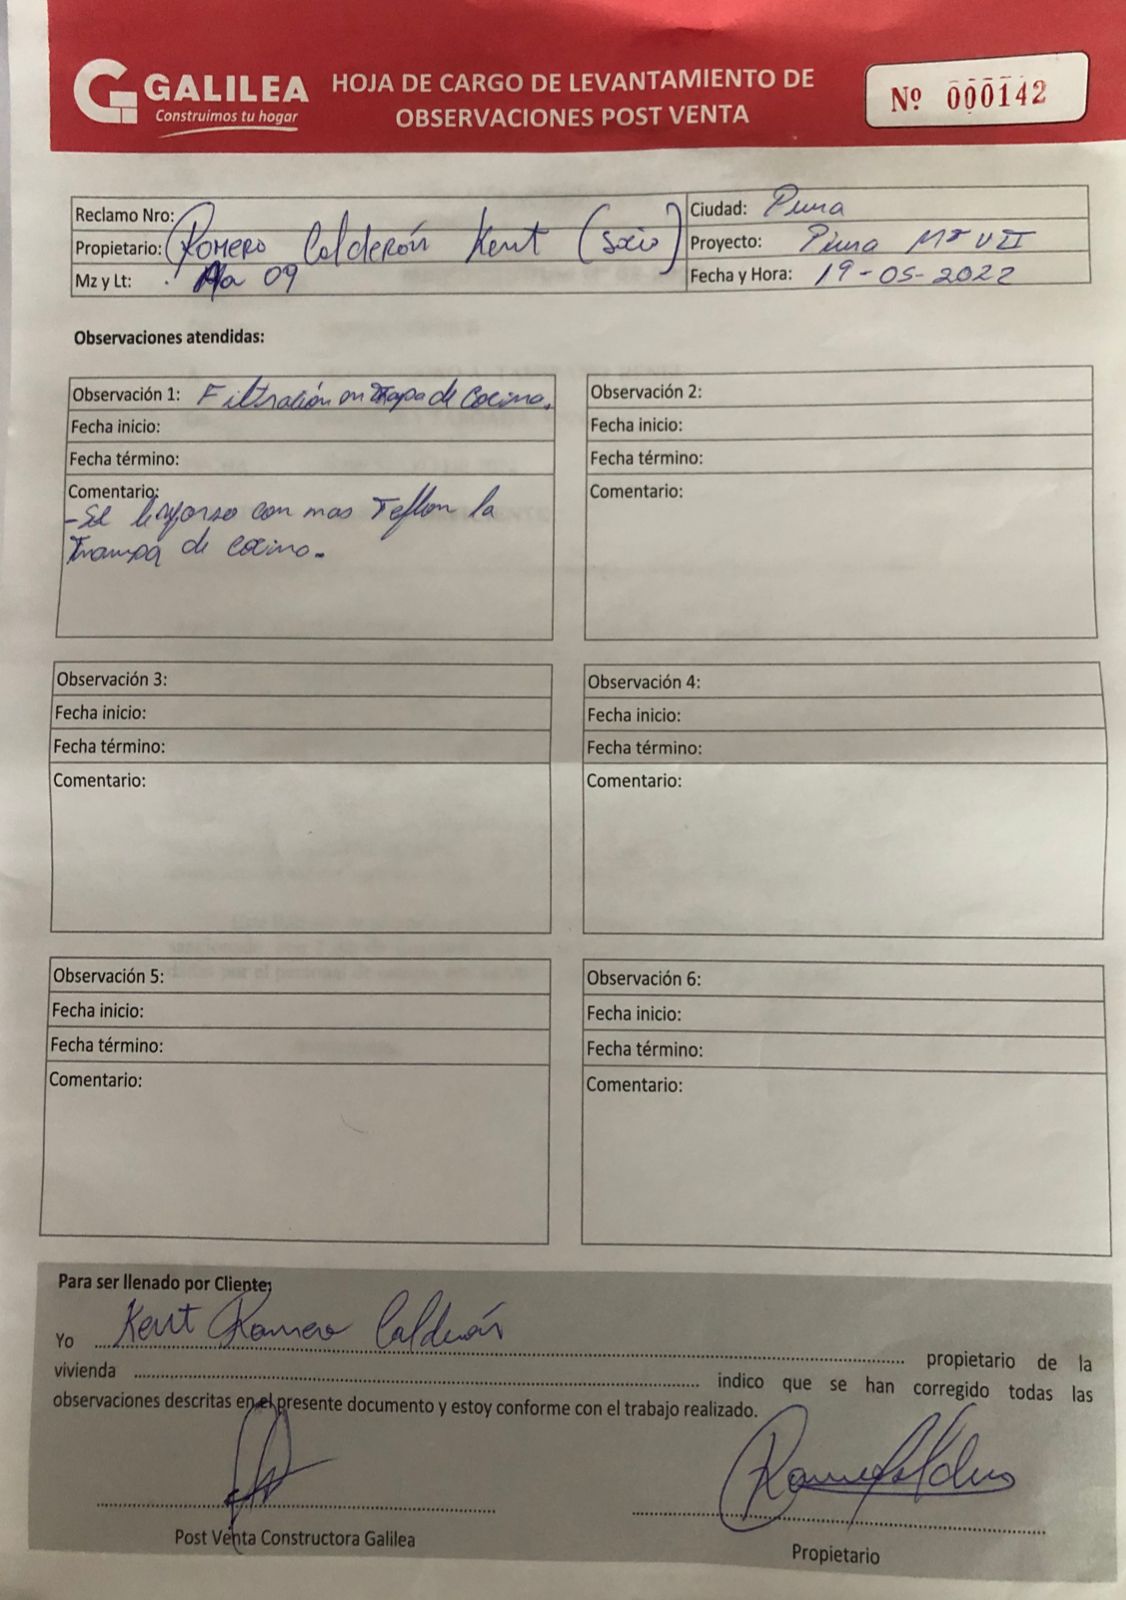 GALILEA
Construimos tu hogar
HOJA DE CARGO DE LEVANTAMIENTO DE
OBSERVACIONES POST VENTA
Nº 000142
Reclamo Nro:
Propietario: Romero Calderón Kent (socio)
Mz y Lt: 09
Ciudad: Piura
Proyecto: Piura
Fecha y Hora: 19-05-2022
Observaciones atendidas:
Observación 1: Filtración en Trapa de Cocina.
Fecha inicio:
Fecha término:
Comentario:
-Se con mas Teflon la
Trampa de cocina.
Observación 2:
Fecha inicio:
Fecha término:
Comentario:
Observación 3:
Fecha inicio:
Fecha término:
Comentario:
Observación 4:
Fecha inicio:
Fecha término:
Comentario:
Observación 5:
Fecha inicio:
Fecha término:
Comentario:
Observación 6:
Fecha inicio:
Fecha término:
Comentario:
Para ser llenado por Cliente:
Yo Kent Romero Calderón propietario de la
vivienda indico que se han corregido todas las
observaciones descritas en el presente documento y estoy conforme con el trabajo realizado.
Post Venta Constructora Galilea
Propietario